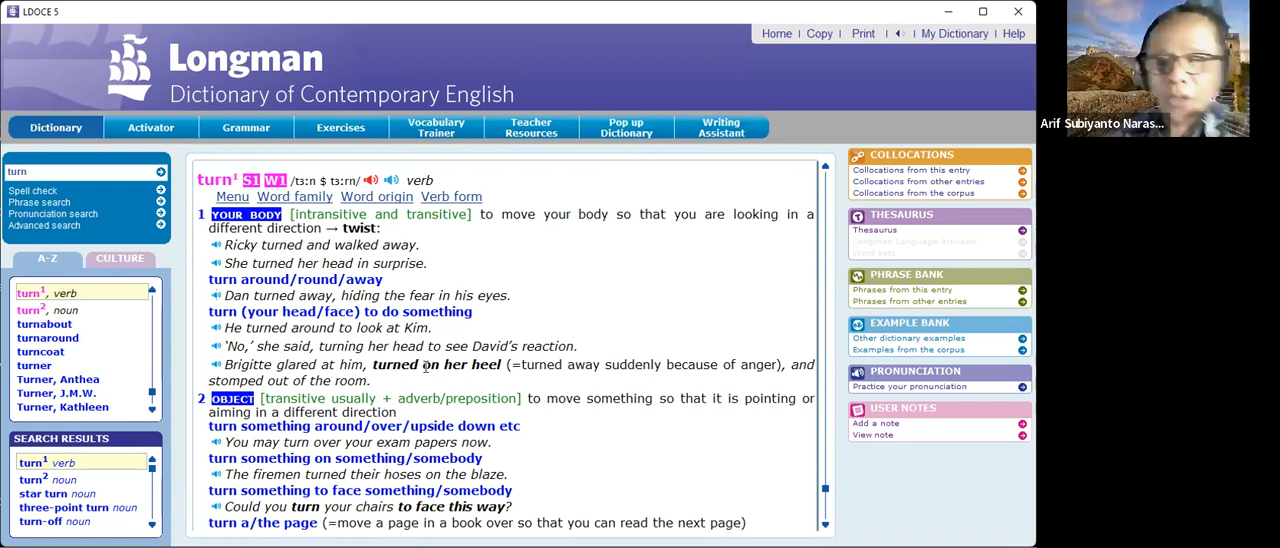 LDOCE 5
Home | Copy | Print | | My Dictionary | Help
Longman
Dictionary of Contemporary English
Arif Subiyanto Naras...
Dictionary
Activator
Grammar
Exercises
Vocabulary
Trainer
Teacher
Resources
Pop up
Dictionary
Writing
Assistant
turn
Spell check
Phrase search
Pronunciation search
Advanced search
A-Z
CULTURE
turn1, verb
turn2, noun
turnabout
turnaround
turncoat
turner
Turner, Anthea
Turner, J.M.W.
Turner, Kathleen
SEARCH RESULTS
turn1 verb
turn2 noun
star turn noun
three-point turn noun
turn-off noun
turn1 S1 W1 /tɜːn $ tɜːrn/ verb
Menu Word family Word origin Verb form
1 YOUR BODY [intransitive and transitive] to move your body so that you are looking in a
different direction → twist:
Ricky turned and walked away.
She turned her head in surprise.
turn around/round/away
Dan turned away, hiding the fear in his eyes.
turn (your head/face) to do something
He turned around to look at Kim.
‘No,’ she said, turning her head to see David’s reaction.
Brigitte glared at him, turned on her heel (=turned away suddenly because of anger), and
stomped out of the room.
2 OBJECT [transitive usually + adverb/preposition] to move something so that it is pointing or
aiming in a different direction
turn something around/over/upside down etc
You may turn over your exam papers now.
turn something on something/somebody
The firemen turned their hoses on the blaze.
turn something to face something/somebody
Could you turn your chairs to face this way?
turn a/the page (=move a page in a book over so that you can read the next page)
COLLOCATIONS
Collocations from this entry
Collocations from other entries
Collocations from the corpus
THESAURUS
Thesaurus
Longman Language Activator
Word sets
PHRASE BANK
Phrases from this entry
Phrases from other entries
EXAMPLE BANK
Other dictionary examples
Examples from the corpus
PRONUNCIATION
Practice your pronunciation
USER NOTES
Add a note
View note